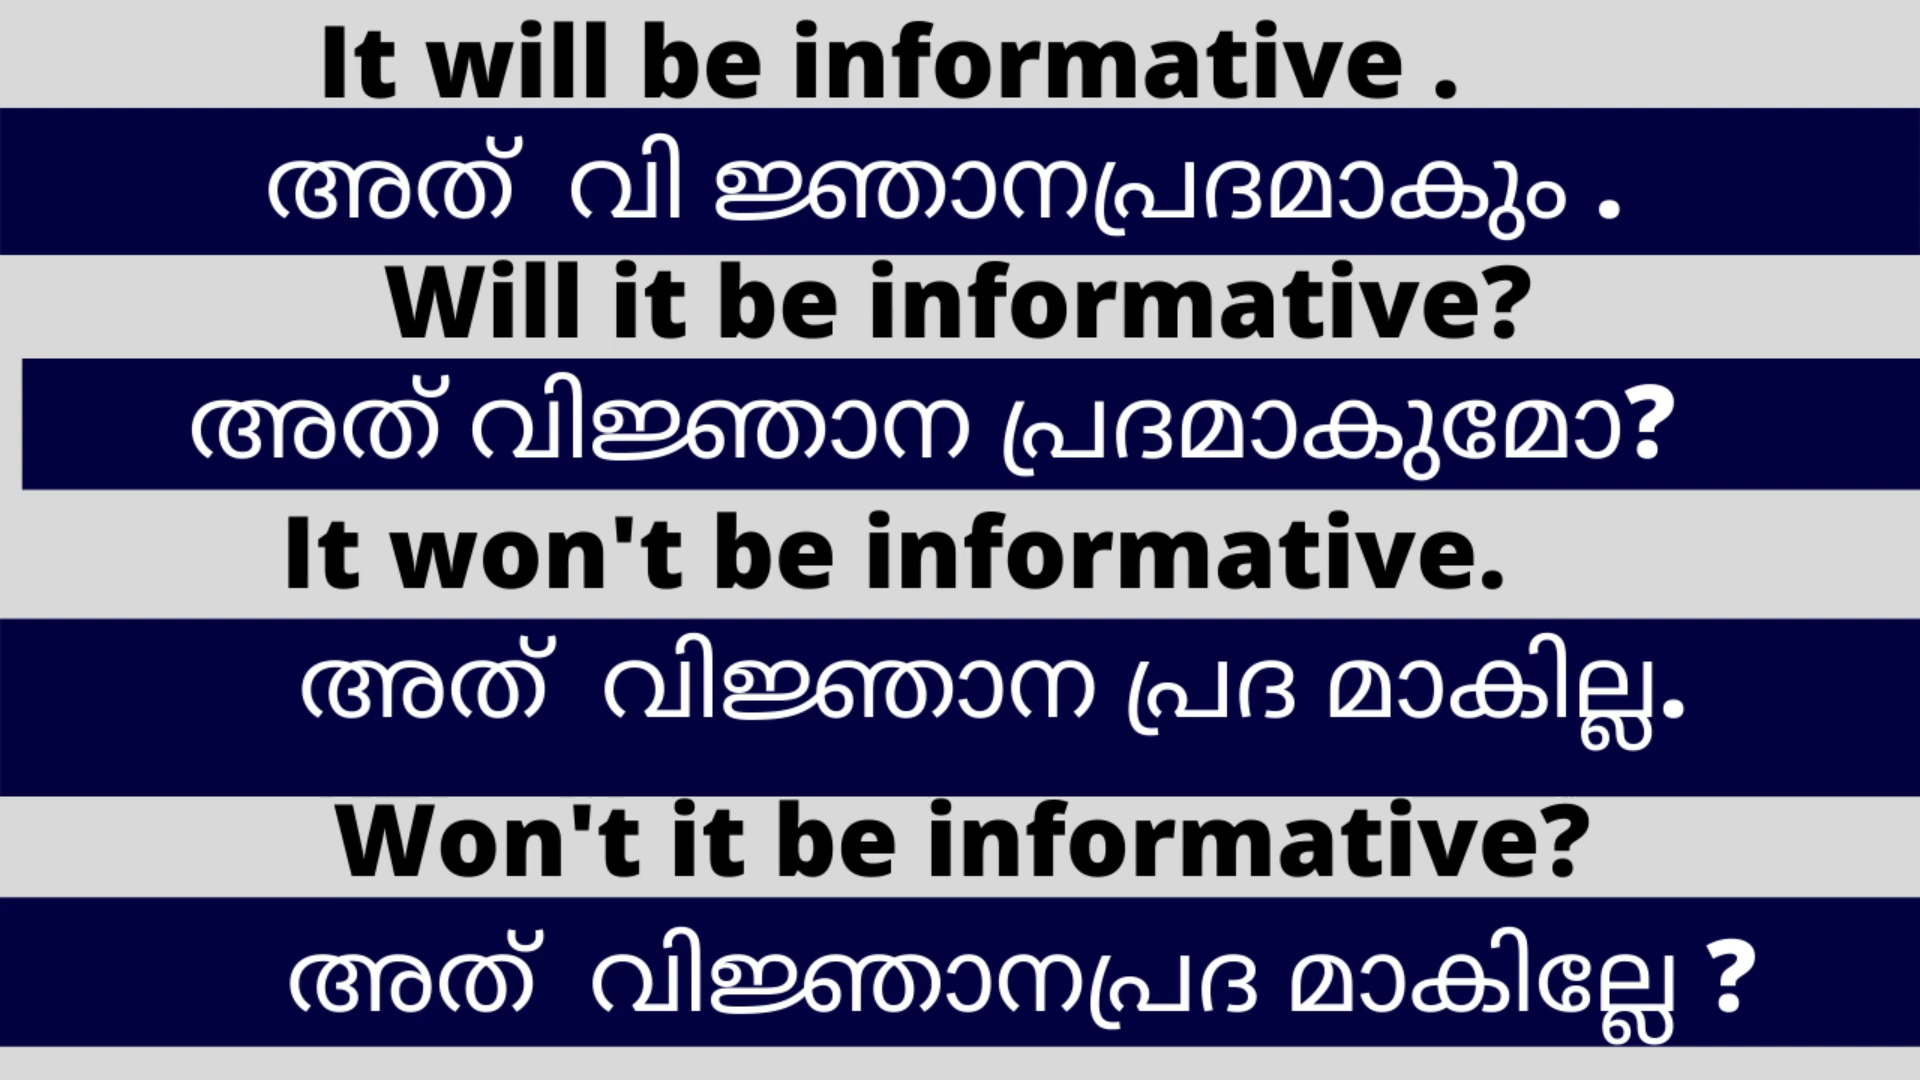 It will be informative .
അത് വി ജ്ഞാനപ്രദമാകും .
Will it be informative?
അത് വിജ്ഞാന പ്രദമാകുമോ?
It won't be informative.
അത് വിജ്ഞാന പ്രദ മാകില്ല.
Won't it be informative?
അത് വിജ്ഞാനപ്രദ മാകില്ലേ ?